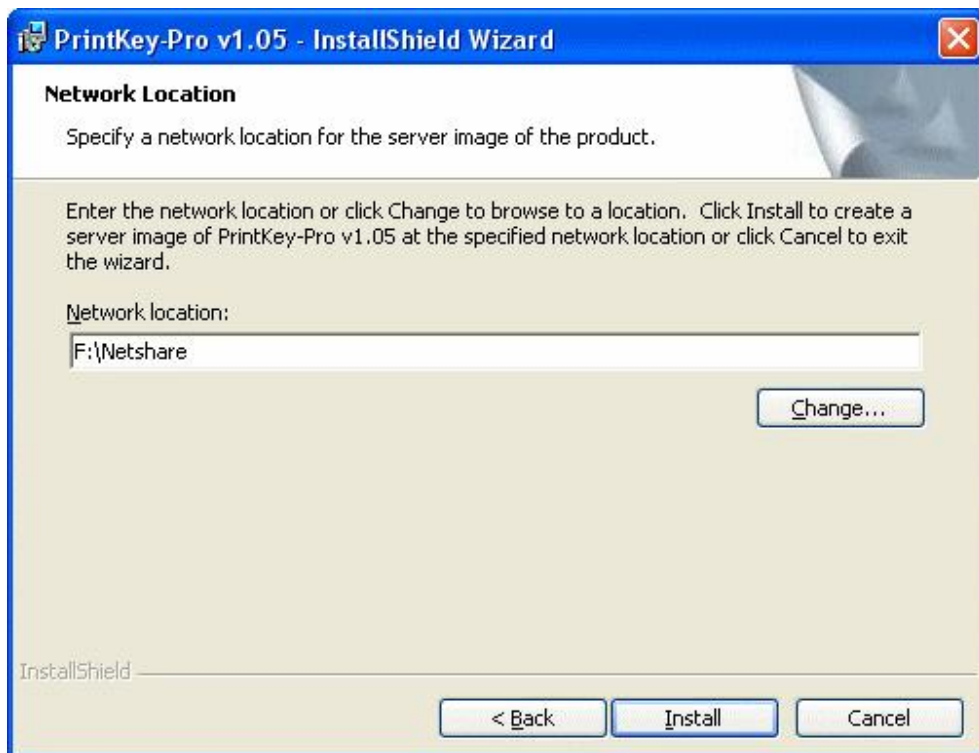 PrintKey-Pro v1.05 - InstallShield Wizard
Network Location
Specify a network location for the server image of the product.
Enter the network location or click Change to browse to a location.  Click Install to create a
server image of PrintKey-Pro v1.05 at the specified network location or click Cancel to exit
the wizard.
Network location:
F:\Netshare
Change...
InstallShield
< Back
Install
Cancel